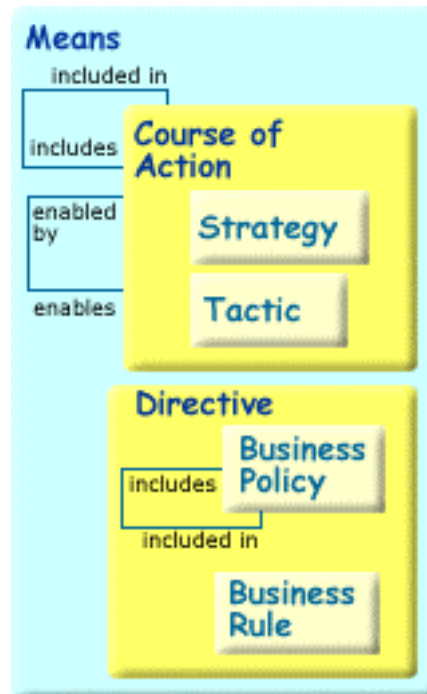 Means
included in
includes
Course of
Action
enabled
by
Strategy
enables
Tactic
Directive
Business
Policy
includes
included in
Business
Rule